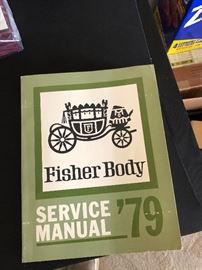 Fisher Body
SERVICE
MANUAL '79